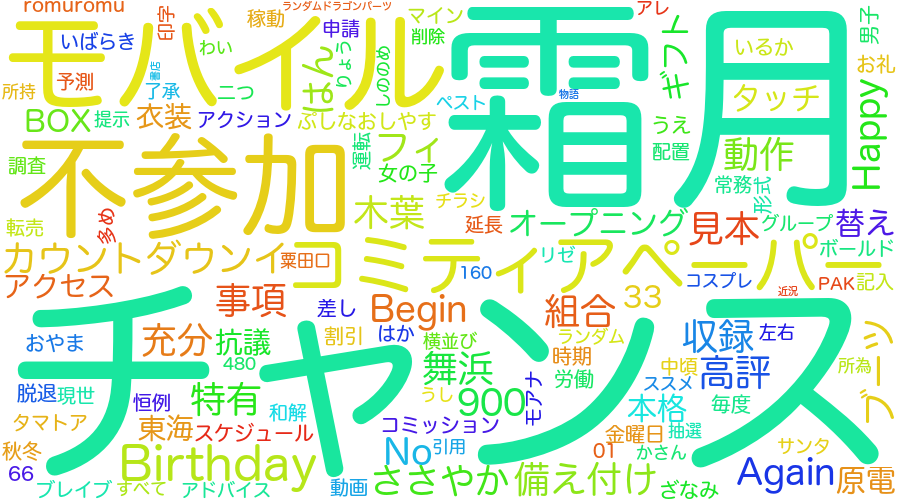 romuromu
印字
稼動
ランダムドラゴンパーツ
申請
アレ
マイン
削除
男子
モバイル
霜月
いばらき
わい
はん
りょう
しののめ
ギフト
いるか
お礼
所持
予測
書店
了承
二つ
ペスト
物語
タッチ
BOX
提示
衣装
アクション
ぶしなおしやす
うえ
Happy
不参加
フィ
運転
女の子
配置
動作
調査
木葉
チラシ
常務
形式
転売
多め
延長
オープニング
見本
グループ
替え
カウントダウンイ
粟田口
コミティアペーパー
リゼ
ボールド
160
コスプレ
PAK
記入
アクセス
近況
事項
差し
Begin
組合
33
チャンス
充分
抗議
割引
はか
横並び
ランダム
収録
左右
ブーツ
おやま
480
舞浜
時期
中頃
高評
所為
脱退
現世
恒例
特有
和解
うし
900
モアナ
労働
ススメ
本格
毎度
タマトア
東海
スケジュール
コミッション
金曜日
抽選
秋冬
No
引用
01
かさん
サンタ
66
Birthday
ささやか
備え付け
Again
原電
ブレイブ
すべて
アドバイス
動画
ざなみ